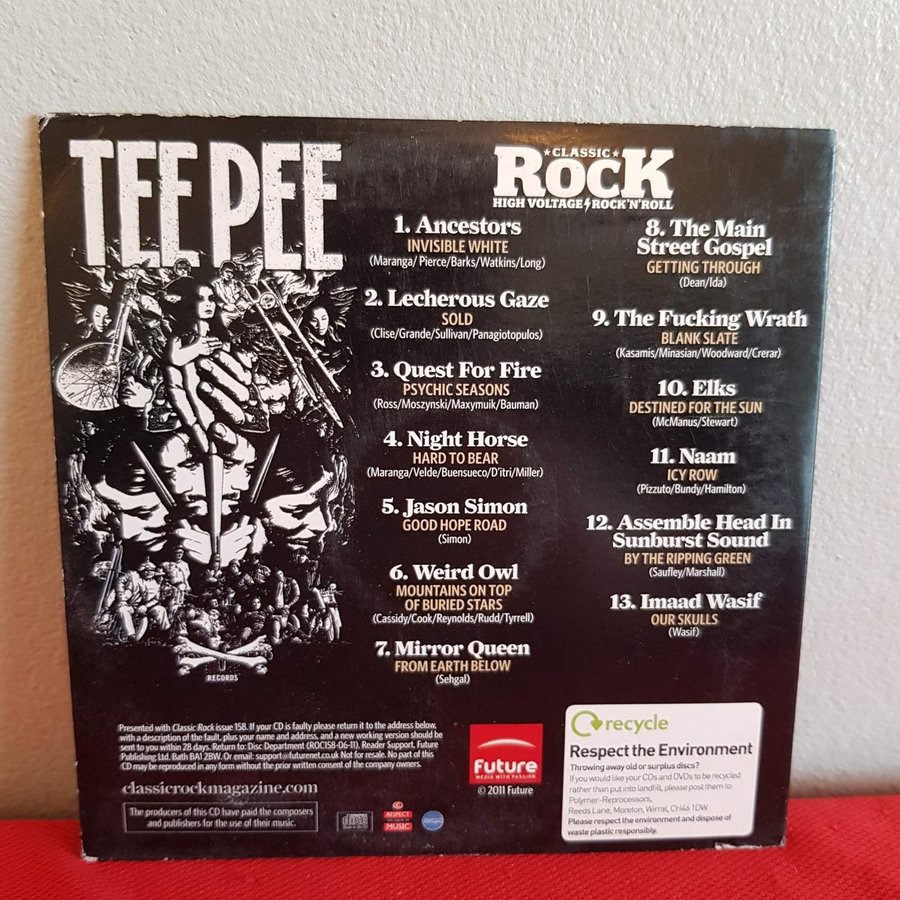 TEE PEE
RECORDS
★CLASSIC★
ROCK
HIGH VOLTAGE ROCK'N'ROLL
1. Ancestors
INVISIBLE WHITE
(Maranga/ Pierce/Barks/Watkins/Long)
2. Lecherous Gaze
SOLD
(Clise/Grande/Sullivan/Panagiotopulos)
3. Quest For Fire
PSYCHIC SEASONS
(Ross/Moszynski/Maxymuik/Bauman)
4. Night Horse
HARD TO BEAR
(Maranga/Velde/Buensueco/D'itri/Miller)
5. Jason Simon
GOOD HOPE ROAD
(Simon)
6. Weird Owl
MOUNTAINS ON TOP
OF BURIED STARS
(Cassidy/Cook/Reynolds/Rudd/Tyrrell)
7. Mirror Queen
FROM EARTH BELOW
(Sehgal)
8. The Main
Street Gospel
GETTING THROUGH
(Dean/Ida)
9. The Fucking Wrath
BLANK SLATE
(Kasamis/Minasian/Woodward/Crerar)
10. Elks
DESTINED FOR THE SUN
(McManus/Stewart)
11. Naam
ICY ROW
(Pizzuto/Bundy/Hamilton)
12. Assemble Head In
Sunburst Sound
BY THE RIPPING GREEN
(Saufley/Marshall)
13. Imaad Wasif
OUR SKULLS
(Wasif)
Presented with Classic Rock issue 158. If your CD is faulty please return it to the address below,
with a description of the fault, plus your name and address, and a new working version should be
sent to you within 28 days. Return to: Disc Department (ROC158-06-11), Reader Support, Future
Publishing Ltd, Bath BA1 2BW. Or email: support@futurenet.co.uk Not for resale. No part of this
CD may be reproduced in any form without the prior written consent of the company owners.
classicrockmagazine.com
The producers of this CD have paid the composers
and publishers for the use of their music.
RESPECT
MUSIC
Future
MEDIA WITH PASSION
© 2011 Future
recycle
Respect the Environment
Throwing away old or surplus discs?
If you would like your CDs and DVDs to be recycled
rather than put into landfill, please post them to:
Polymer-Reprocessors,
Reeds Lane, Moreton, Wirral, CH46 1DW.
Please respect the environment and dispose of
waste plastic responsibly.